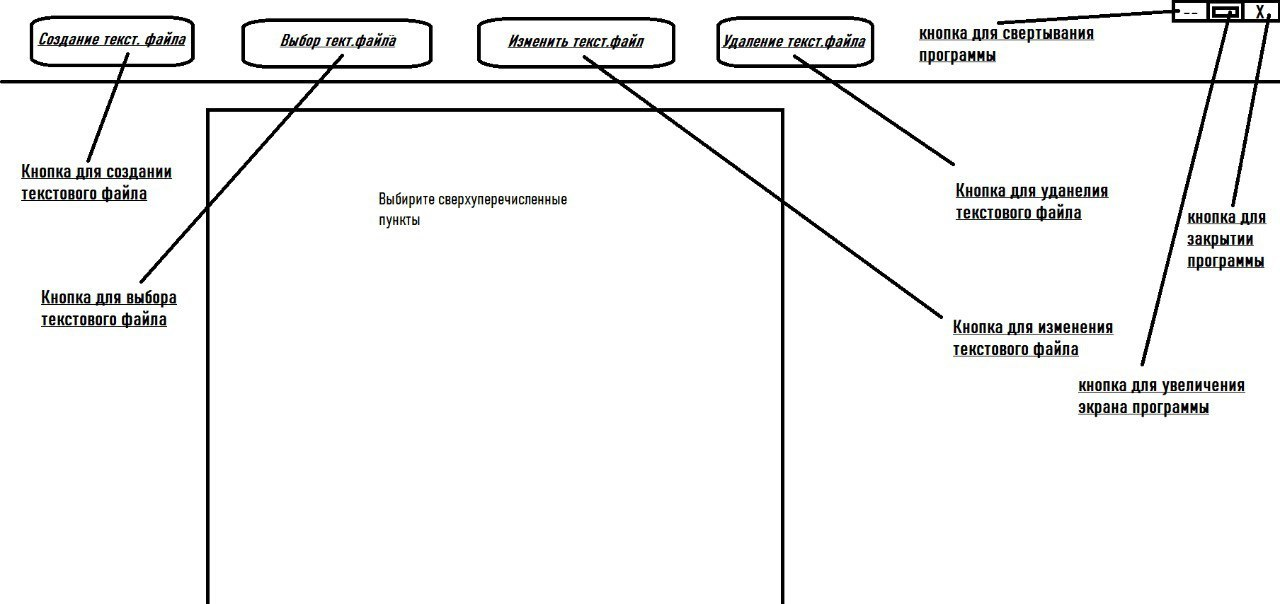 Создание текст. файла
Выбор тект.файла
Изменить текст.файл
Удаление текст.файла
кнопка для свертывания
программы
--
X
Кнопка для создании
текстового файла
Выбирите сверхуперечисленные
пункты
Кнопка для уданелия
текстового файла
кнопка для
закрытии
программы
Кнопка для выбора
текстового файла
Кнопка для изменения
текстового файла
кнопка для увеличения
экрана программы